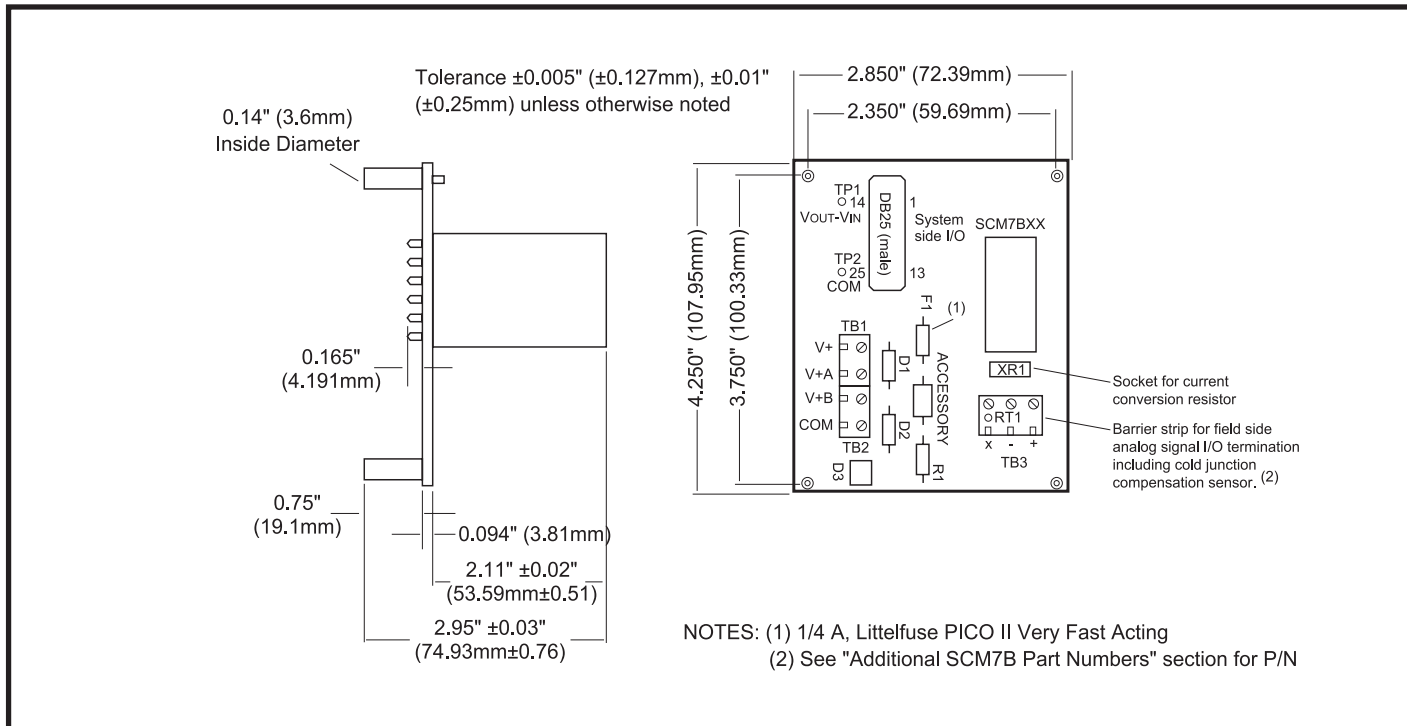 Tolerance ±0.005" (±0.127mm), ±0.01"
(±0.25mm) unless otherwise noted
0.14" (3.6mm)
Inside Diameter
0.165"
(4.191mm)
0.75"
(19.1mm)
0.094" (3.81mm)
2.11" ±0.02"
(53.59mm±0.51)
2.95" ±0.03"
(74.93mm±0.76)
2.850" (72.39mm)
2.350" (59.69mm)
4.250" (107.95mm)
3.750" (100.33mm)
TP1
14
VOUT-VIN
TP2
25
COM
DB25 (male)
1
System
side I/O
13
SCM7BXX
F1
(1)
TB1
V+
V+A
V+B
COM
TB2
D1
D2
D3
ACCESSORY
R1
XR1
RT1
x - +
TB3
Socket for current
conversion resistor
Barrier strip for field side
analog signal I/O termination
including cold junction
compensation sensor. (2)
NOTES: (1) 1/4 A, Littelfuse PICO II Very Fast Acting
(2) See "Additional SCM7B Part Numbers" section for P/N